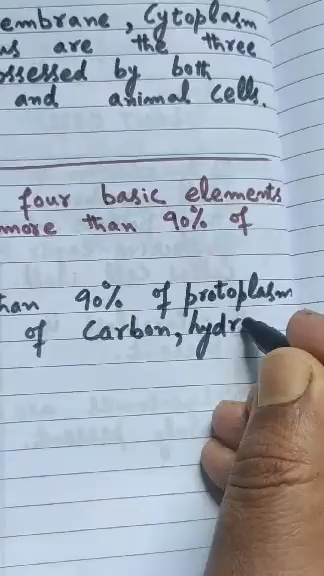 embrane, Cytoplasm
are the three
ossessed by both
and animal cells.
four basic elements
more than 90% of
han 90% of protoplasm
of Carbon, hydro